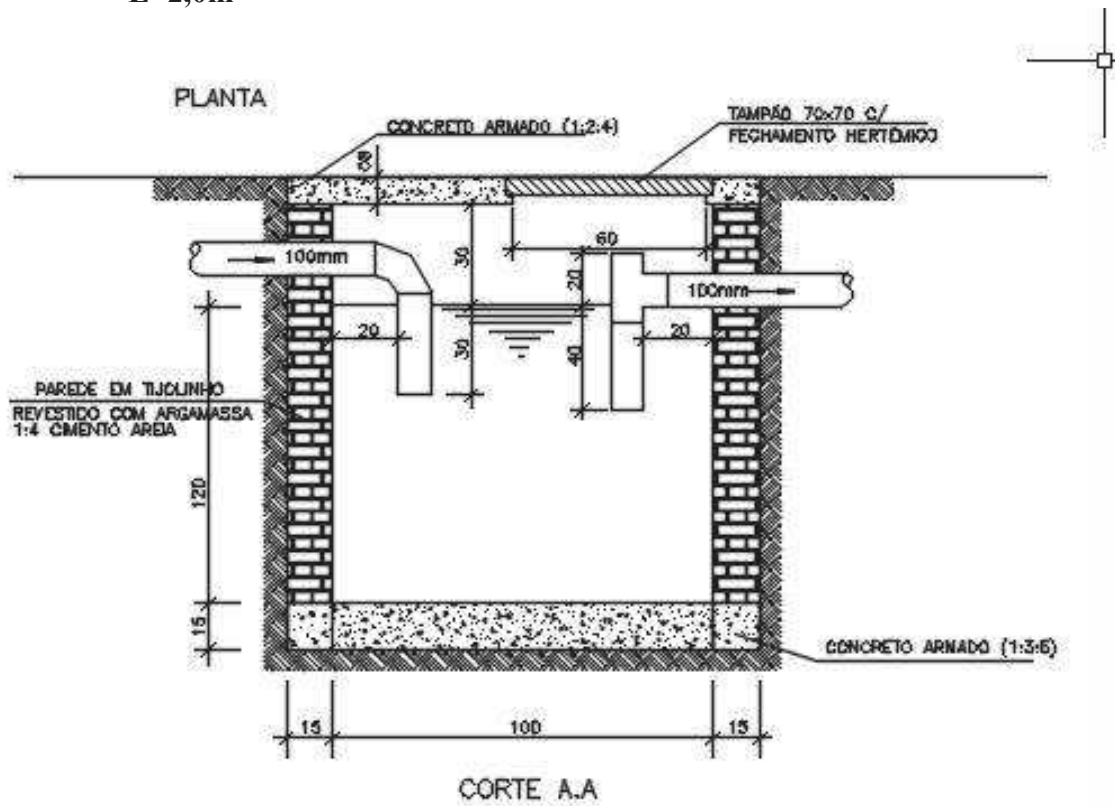 L=2,0m
PLANTA
CONCRETO ARMADO (1:2:4)
TAMPÃO 70x70 C/
FECHAMENTO HERTÉMICO
08
60
30
20
100mm
100mm
20
30
40
20
PAREDE EM TIJOLINHO
REVESTIDO COM ARGAMASSA
1:4 CIMENTO AREIA
120
15
CONCRETO ARMADO (1:3:6)
15
100
15
CORTE A.A